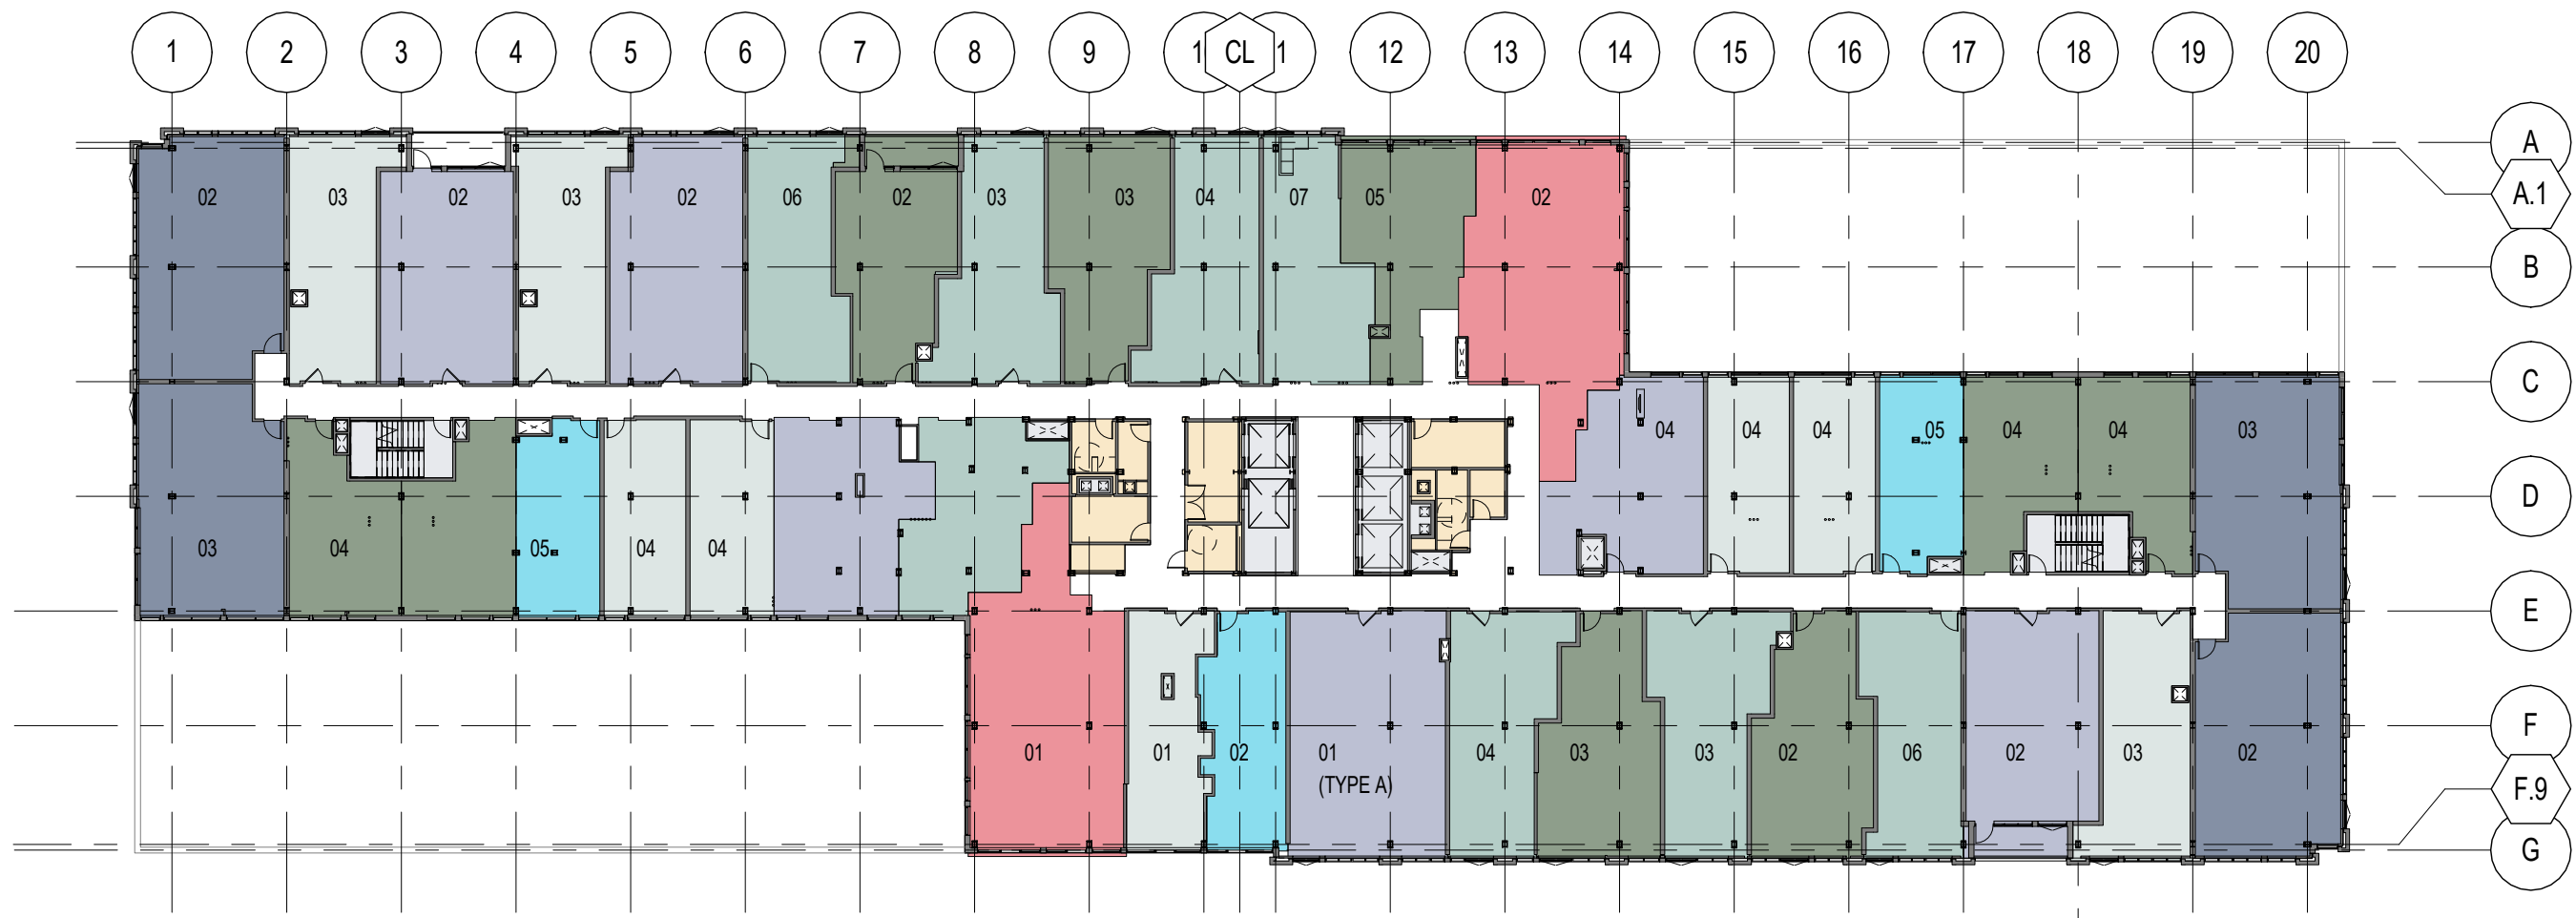 1 2 3 4 5 6 7 8 9 1 CL 1 12 13 14 15 16 17 18 19 20
A
A.1
B
C
D
E
F
F.9
G
02 03 02 03 02 06 02 03 03 04 07 05 02
04 04 04 05 04 04 03
03 04 05 04 04
01 01 02 01 04 03 03 02 06 02 03 02
(TYPE A)